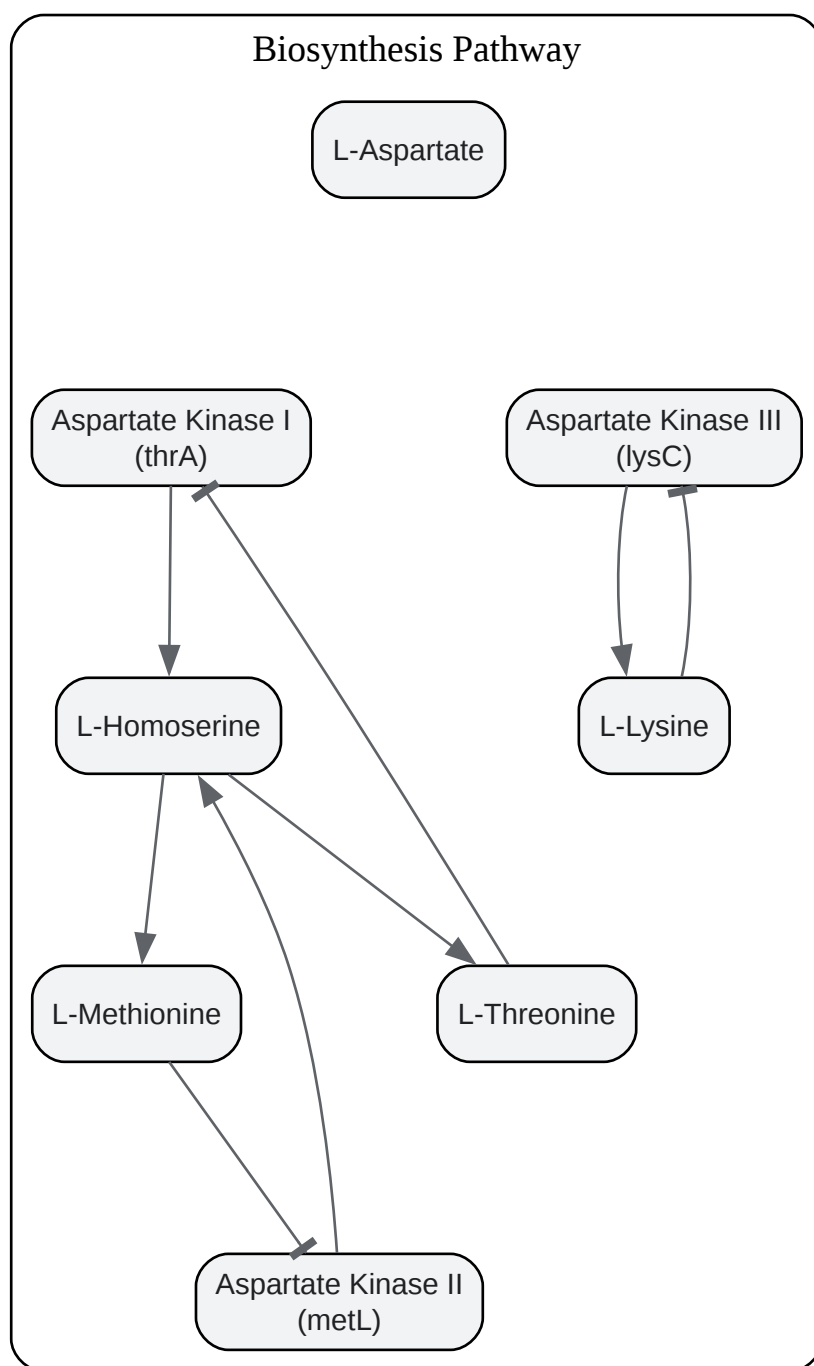 Biosynthesis Pathway
L-Aspartate
Aspartate Kinase I
(thrA)
Aspartate Kinase III
(lysC)
L-Homoserine
L-Lysine
L-Methionine
L-Threonine
Aspartate Kinase II
(metL)